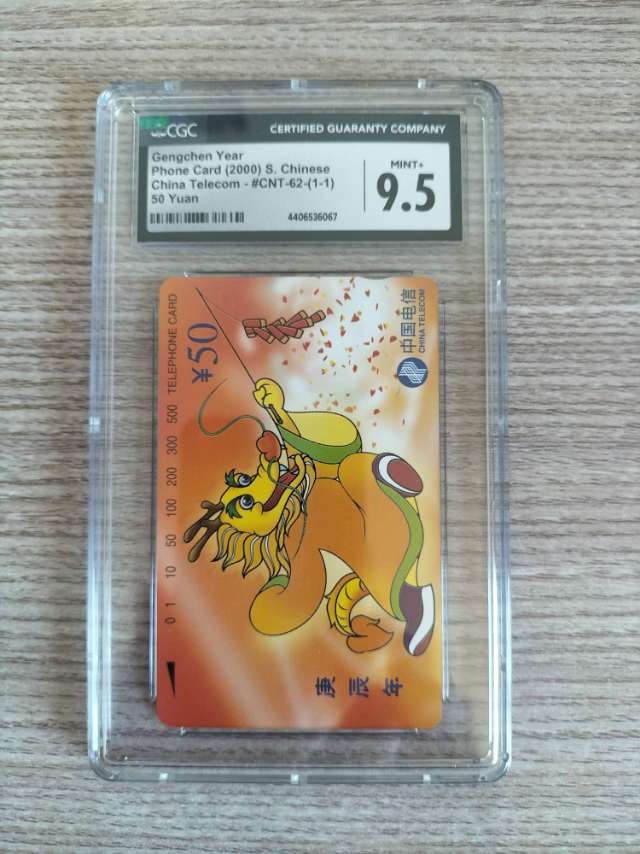 CGC
CERTIFIED GUARANTY COMPANY
Gengchen Year
Phone Card (2000) S. Chinese
China Telecom - #CNT-62-(1-1)
50 Yuan
MINT+
9.5
4406536067
中国电信
CHINA TELECOM
¥50
0 1 10 50 100 200 300 500 TELEPHONE CARD
庚辰年